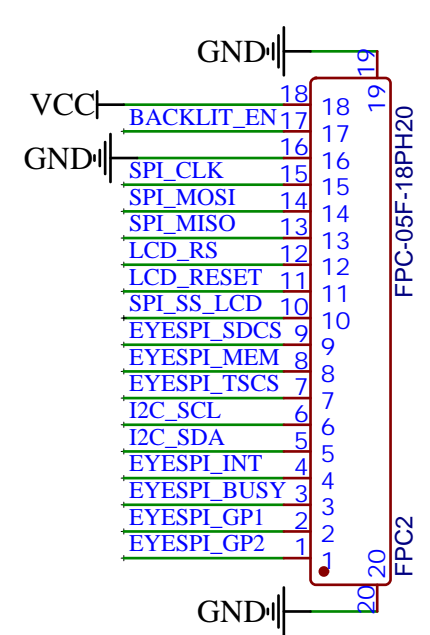 GND 19 19
VCC 18 18
BACKLIT_EN 17 17
GND 16 16
SPI_CLK 15 15
SPI_MOSI 14 14
SPI_MISO 13 13
LCD_RS 12 12
LCD_RESET 11 11
SPI_SS_LCD 10 10
EYESPI_SDCS 9 9
EYESPI_MEM 8 8
EYESPI_TSCS 7 7
I2C_SCL 6 6
I2C_SDA 5 5
EYESPI_INT 4 4
EYESPI_BUSY 3 3
EYESPI_GP1 2 2
EYESPI_GP2 1 1
GND 20 20
FPC-05F-18PH20
FPC2